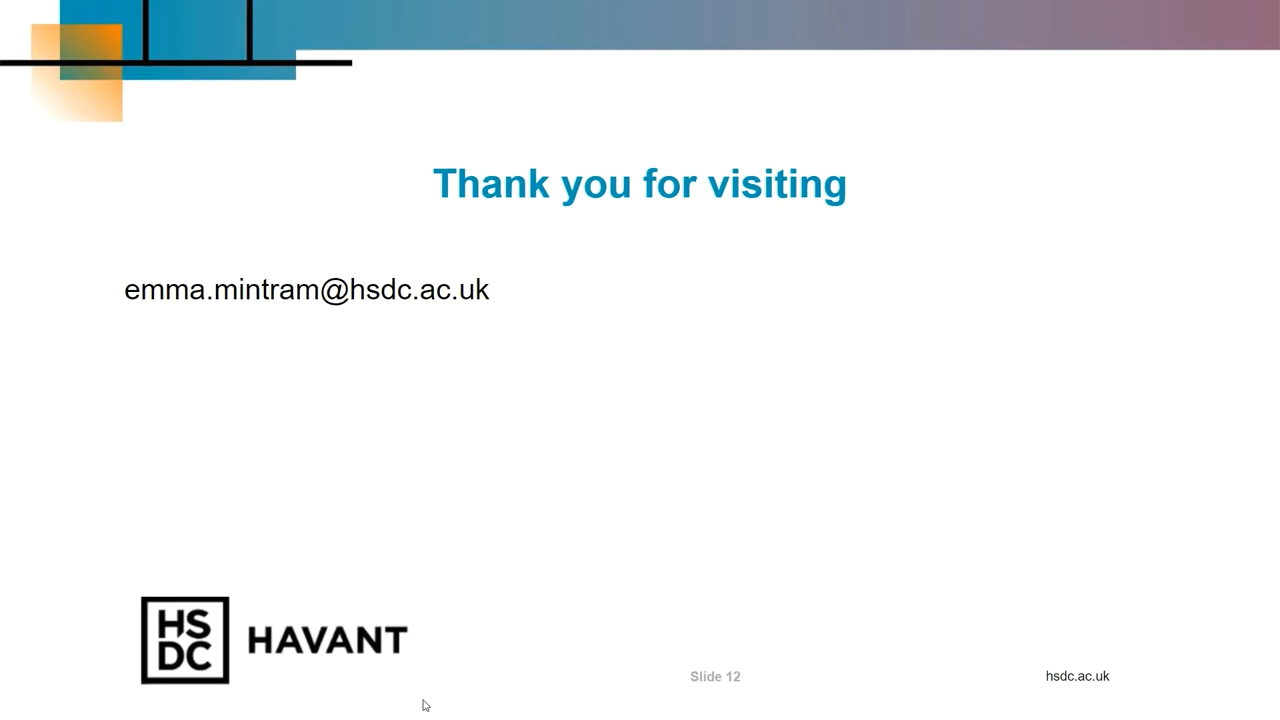 Thank you for visiting
emma.mintram@hsdc.ac.uk
HS
DC
HAVANT
Slide 12
hsdc.ac.uk